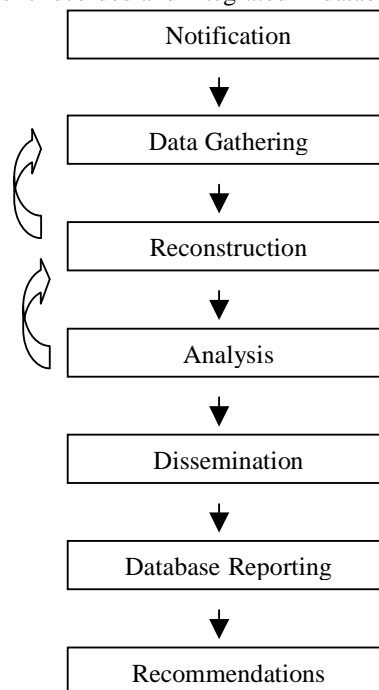 Notification
Data Gathering
Reconstruction
Analysis
Dissemination
Database Reporting
Recommendations